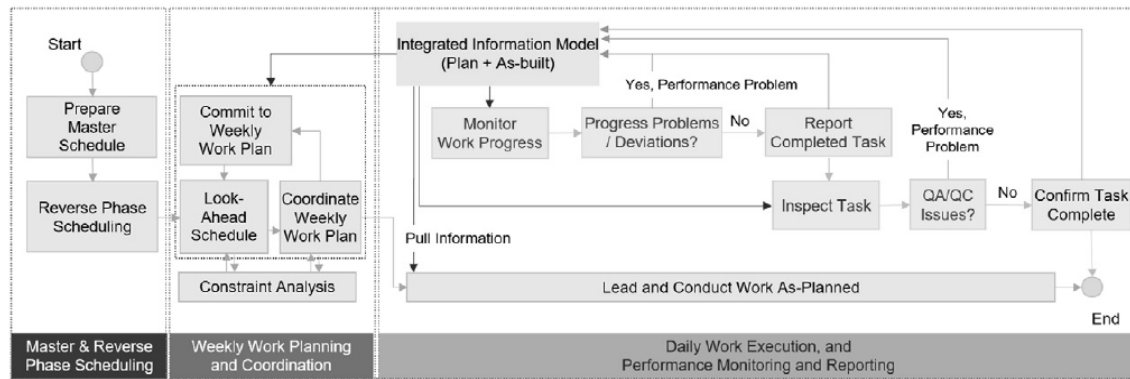 Start
Prepare
Master
Schedule
Reverse Phase
Scheduling
Master & Reverse
Phase Scheduling
Commit to
Weekly
Work Plan
Look-
Ahead
Schedule
Coordinate
Weekly
Work Plan
Constraint Analysis
Weekly Work Planning
and Coordination
Integrated Information Model
(Plan + As-built)
Yes, Performance Problem
Monitor
Work Progress
Progress Problems
/ Deviations?
No
Report
Completed Task
Yes,
Performance
Problem
Inspect Task
QA/QC
Issues?
No
Confirm Task
Complete
Pull Information
Lead and Conduct Work As-Planned
End
Daily Work Execution, and
Performance Monitoring and Reporting